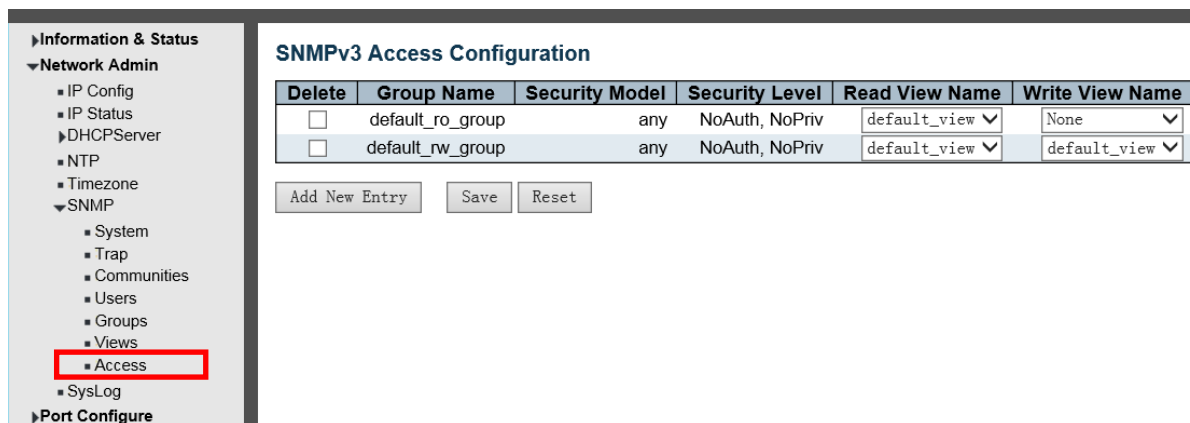 Information & Status
Network Admin
IP Config
IP Status
DHCPServer
NTP
Timezone
SNMP
System
Trap
Communities
Users
Groups
Views
Access
SysLog
Port Configure
SNMPv3 Access Configuration
Delete Group Name Security Model Security Level Read View Name Write View Name
default_ro_group any NoAuth, NoPriv default_view None
default_rw_group any NoAuth, NoPriv default_view default_view
Add New Entry Save Reset